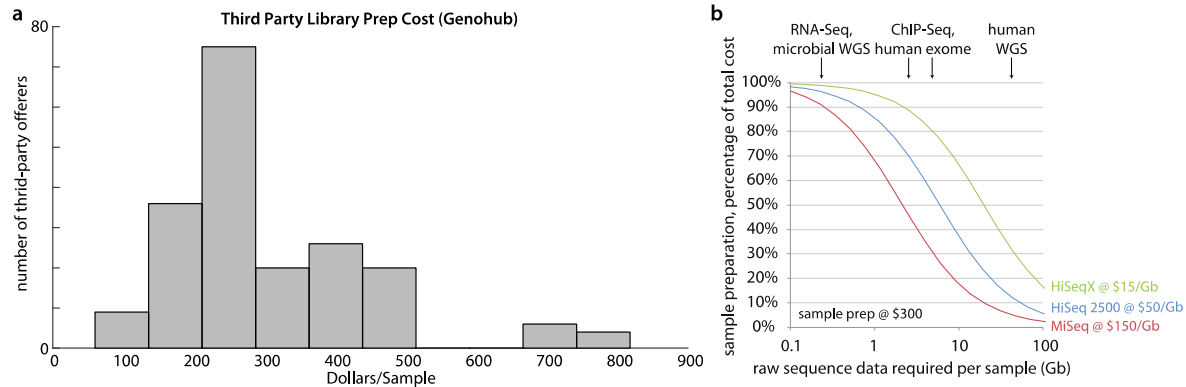 a
Third Party Library Prep Cost (Genohub)
80
0
number of thrid-party offerers
0 100 200 300 400 500 700 800 900
Dollars/Sample
b
RNA-Seq,
microbial WGS
ChIP-Seq,
human exome
human
WGS
sample preparation, percentage of total cost
100%
90%
80%
70%
60%
50%
40%
30%
20%
10%
0%
HiSeqX @ $15/Gb
HiSeq 2500 @ $50/Gb
MiSeq @ $150/Gb
sample prep @ $300
0.1 1 10 100
raw sequence data required per sample (Gb)